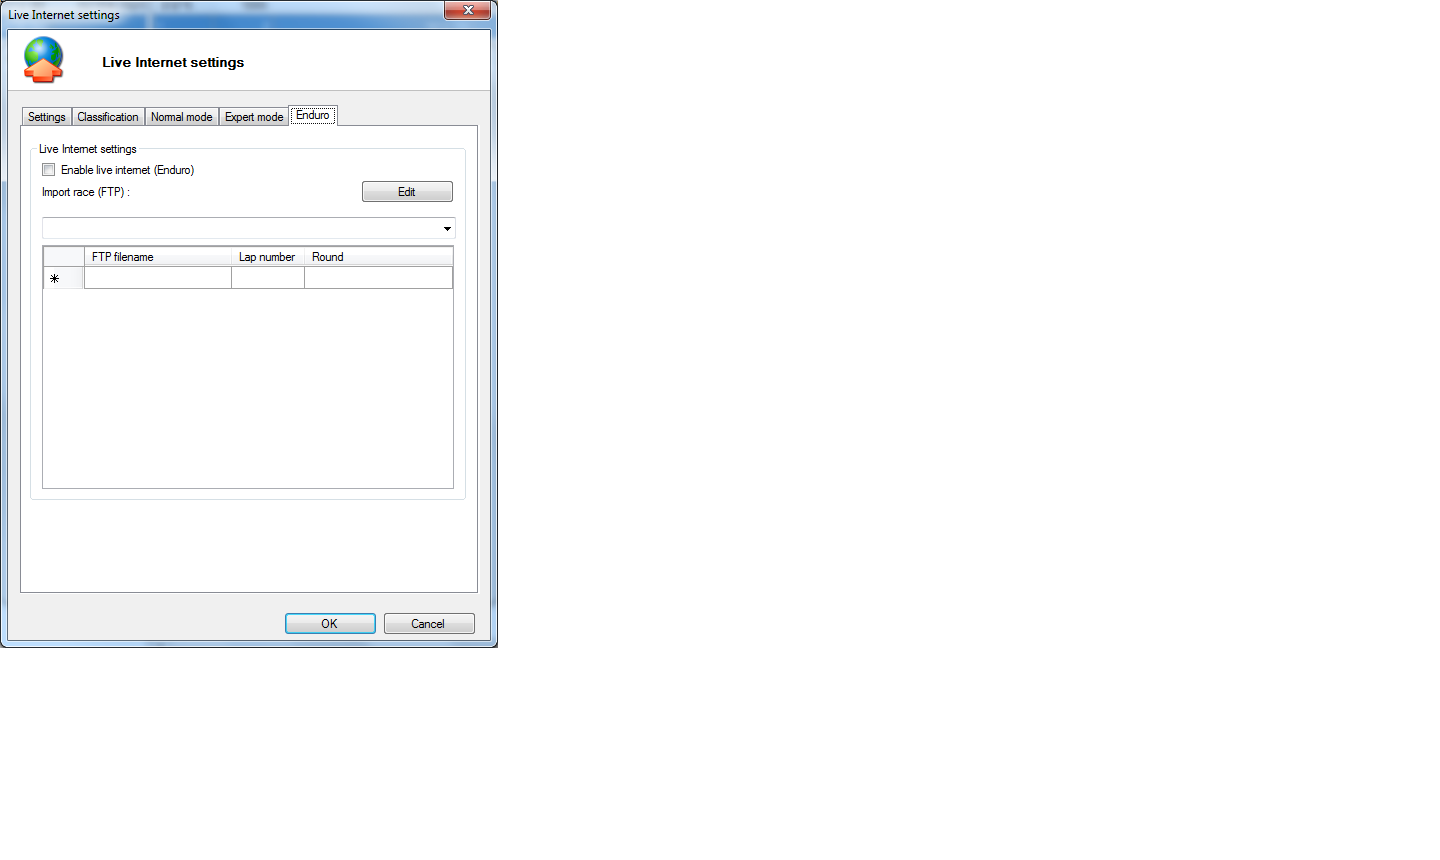 Live Internet settings
Live Internet settings
Settings Classification Normal mode Expert mode Enduro
Live Internet settings
Enable live internet (Enduro)
Import race (FTP) : Edit
FTP filename Lap number Round
OK Cancel